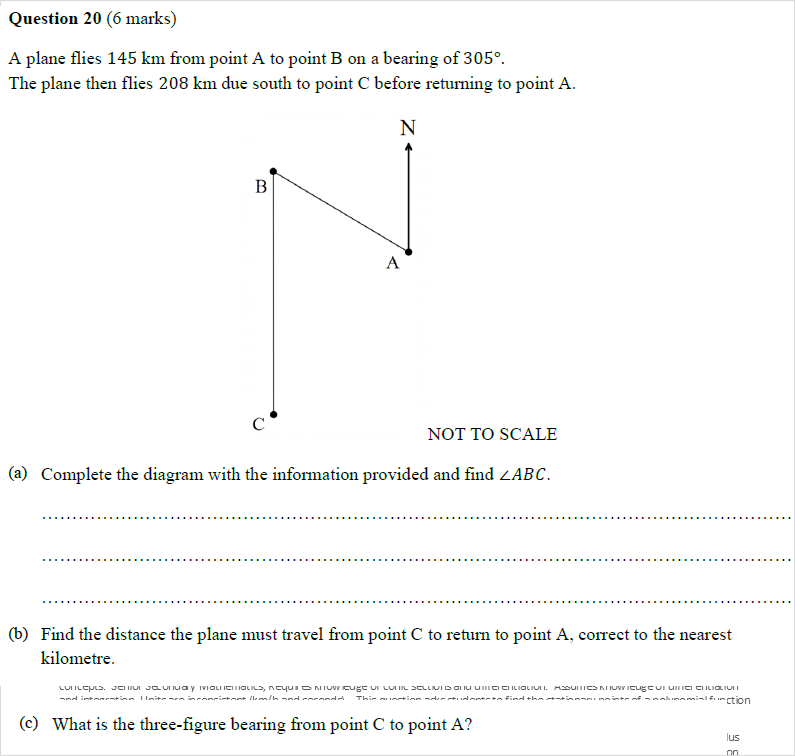 Question 20 (6 marks)
A plane flies 145 km from point A to point B on a bearing of 305°.
The plane then flies 208 km due south to point C before returning to point A.
N
B
A
C
NOT TO SCALE
(a) Complete the diagram with the information provided and find ∠ABC.
(b) Find the distance the plane must travel from point C to return to point A, correct to the nearest
kilometre.
ction
(c) What is the three-figure bearing from point C to point A?
lus
on